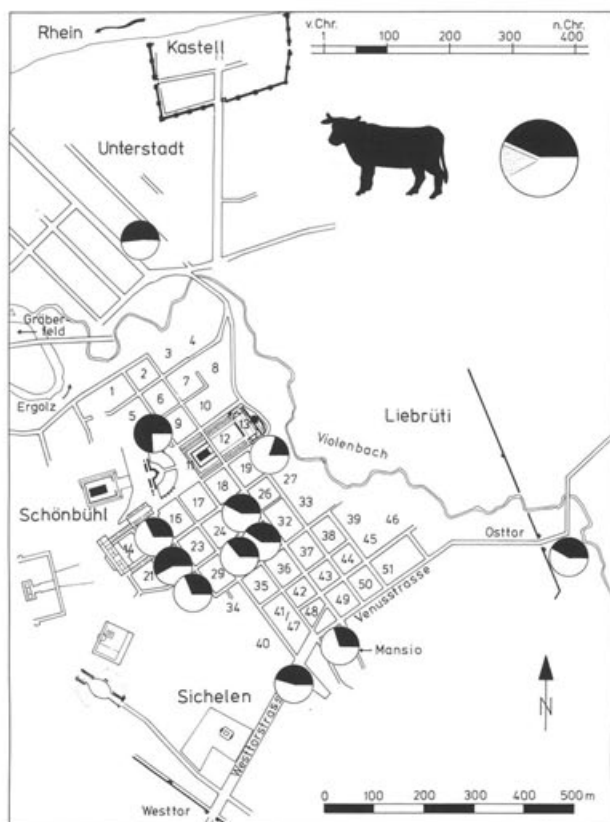 Rhein
Kastell
v. Chr.
n.Chr.
1
100
200
300
400
Unterstadt
Gräber-
feld
Ergolz
3
4
2
1
8
7
6
5
10
9
13
12
11
Liebrüti
Violenbach
19
27
Schönbühl
18
26
33
17
16
24
32
39
46
38
45
Osttor
14
23
37
44
21
29
36
43
51
35
42
50
34
49
41/
47
48
Venusstrasse
40
Mansio
Sichelen
Westtorstrasse
N
Westtor
0
100
200
300
400
500 m